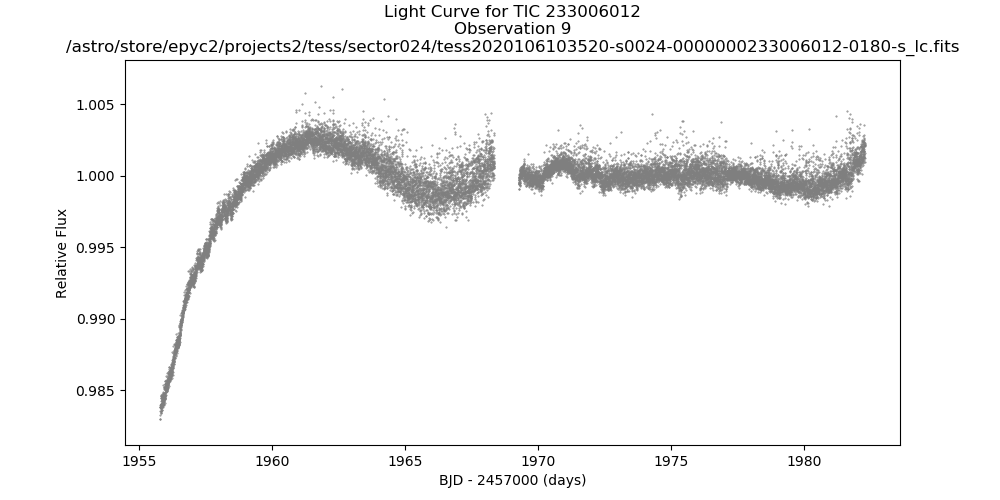 Light Curve for TIC 233006012
Observation 9
/astro/store/epyc2/projects2/tess/sector024/tess2020106103520-s0024-0000000233006012-0180-s_lc.fits
1.005
1.000
0.995
0.990
0.985
Relative Flux
1955 1960 1965 1970 1975 1980
BJD - 2457000 (days)